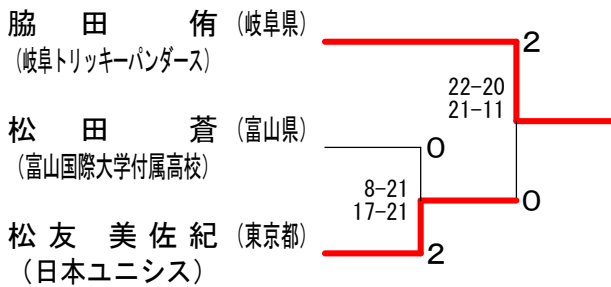 脇田 侑 (岐阜県)
(岐阜トリッキーパンダース)
2
22-20
21-11
松田 蒼 (富山県)
(富山国際大学付属高校)
0
8-21
17-21
0
松友 美佐紀 (東京都)
(日本ユニシス)
2